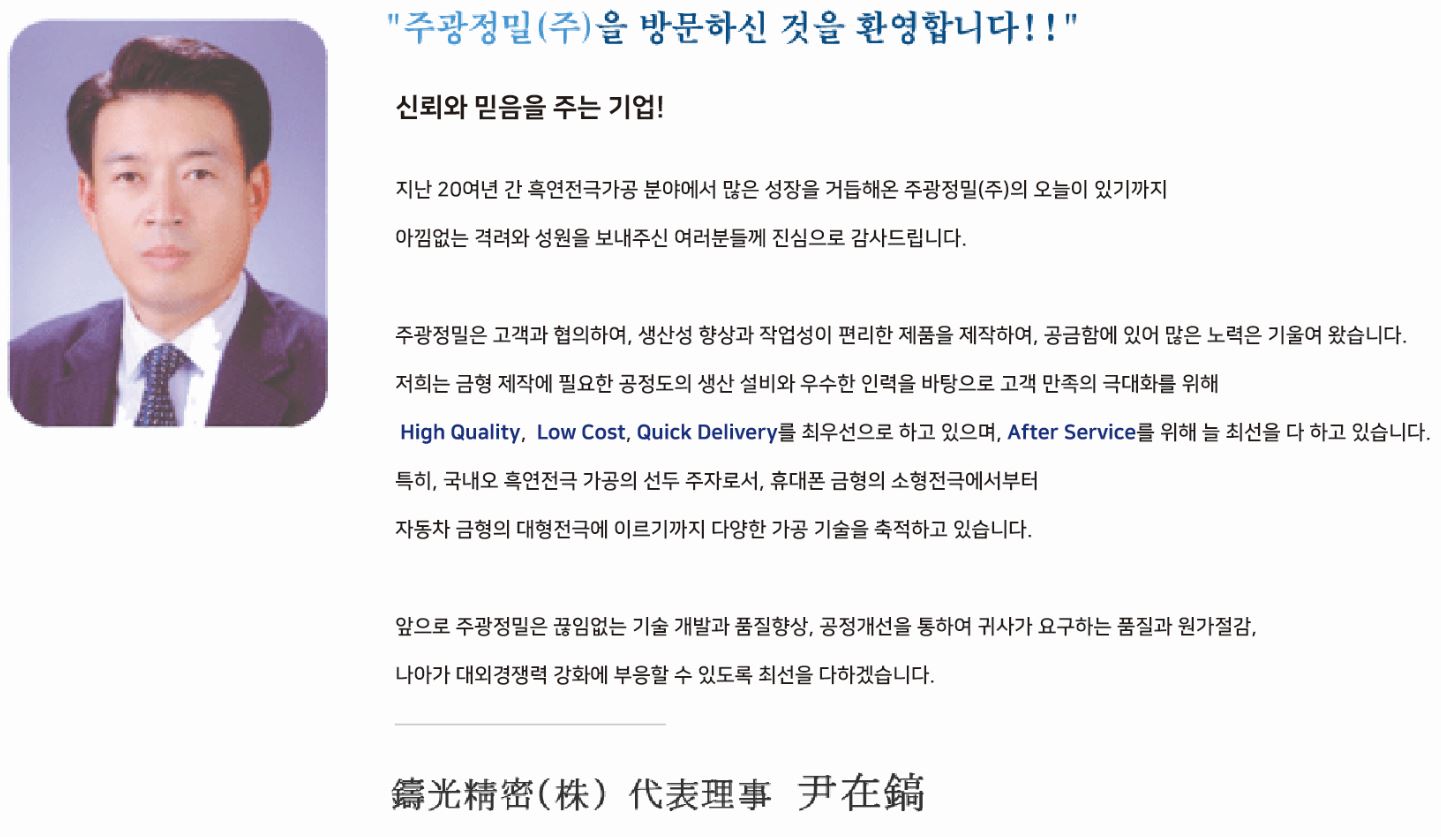 "주광정밀(주)을 방문하신 것을 환영합니다!!"
신뢰와 믿음을 주는 기업!
지난 20여년 간 흑연전극가공 분야에서 많은 성장을 거듭해온 주광정밀(주)의 오늘이 있기까지
아낌없는 격려와 성원을 보내주신 여러분들께 진심으로 감사드립니다.
주광정밀은 고객과 협의하여, 생산성 향상과 작업성이 편리한 제품을 제작하여, 공급함에 있어 많은 노력은 기울여 왔습니다.
저희는 금형 제작에 필요한 공정도의 생산 설비와 우수한 인력을 바탕으로 고객 만족의 극대화를 위해
High Quality, Low Cost, Quick Delivery를 최우선으로 하고 있으며, After Service를 위해 늘 최선을 다 하고 있습니다.
특히, 국내오 흑연전극 가공의 선두 주자로서, 휴대폰 금형의 소형전극에서부터
자동차 금형의 대형전극에 이르기까지 다양한 가공 기술을 축적하고 있습니다.
앞으로 주광정밀은 끊임없는 기술 개발과 품질향상, 공정개선을 통하여 귀사가 요구하는 품질과 원가절감,
나아가 대외경쟁력 강화에 부응할 수 있도록 최선을 다하겠습니다.
鑄光精密(株) 代表理事 尹在鎬